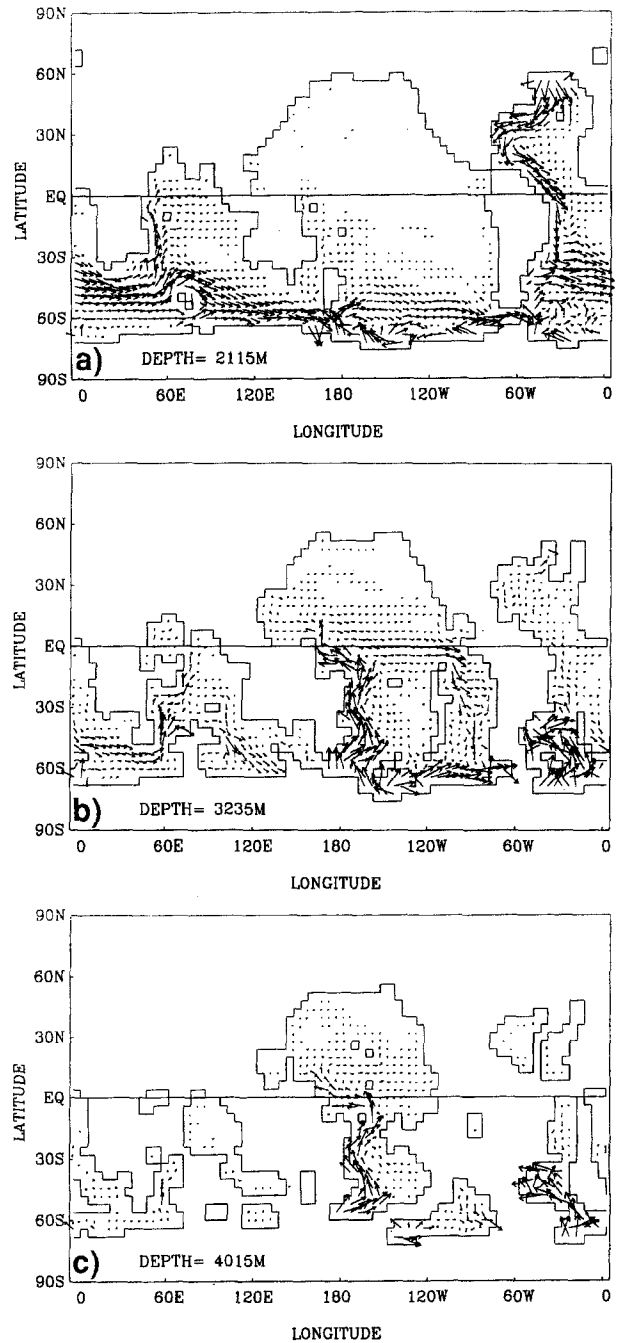 90N
60N
30N
EQ
30S
60S
90S
LATITUDE
a) DEPTH= 2115M
0 60E 120E 180 120W 60W 0
LONGITUDE
90N
60N
30N
EQ
30S
60S
90S
LATITUDE
b) DEPTH= 3235M
0 60E 120E 180 120W 60W 0
LONGITUDE
90N
60N
30N
EQ
30S
60S
90S
LATITUDE
c) DEPTH= 4015M
0 60E 120E 180 120W 60W 0
LONGITUDE